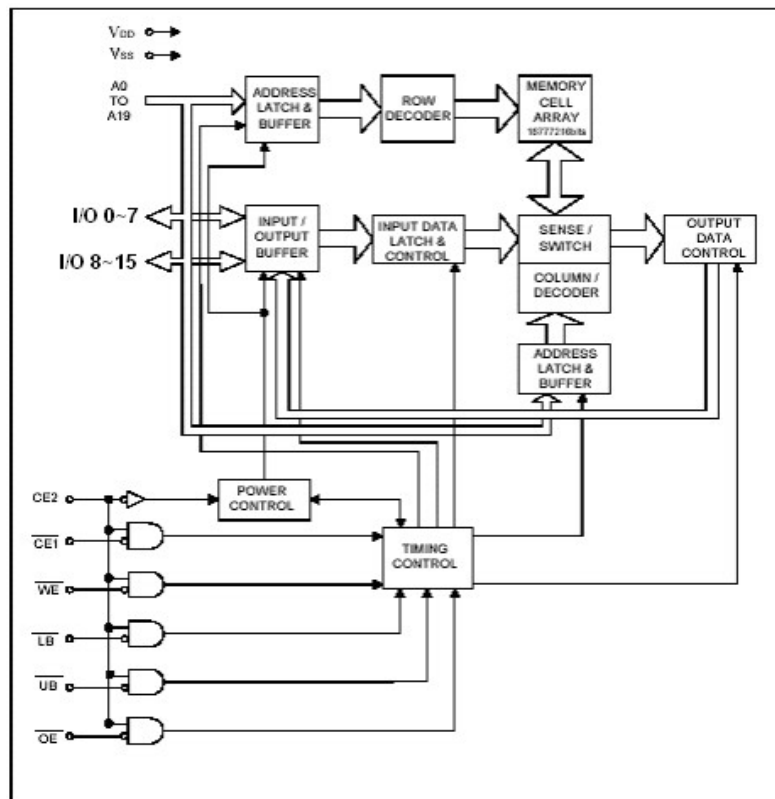 VDD
VSS
A0
TO
A19
ADDRESS
LATCH &
BUFFER
ROW
DECODER
MEMORY
CELL
ARRAY
16777216bits
I/O 0~7
I/O 8~15
INPUT /
OUTPUT
BUFFER
INPUT DATA
LATCH &
CONTROL
SENSE /
SWITCH
COLUMN /
DECODER
OUTPUT
DATA
CONTROL
ADDRESS
LATCH &
BUFFER
CE2
POWER
CONTROL
CE1
TIMING
CONTROL
WE
LB
UB
OE